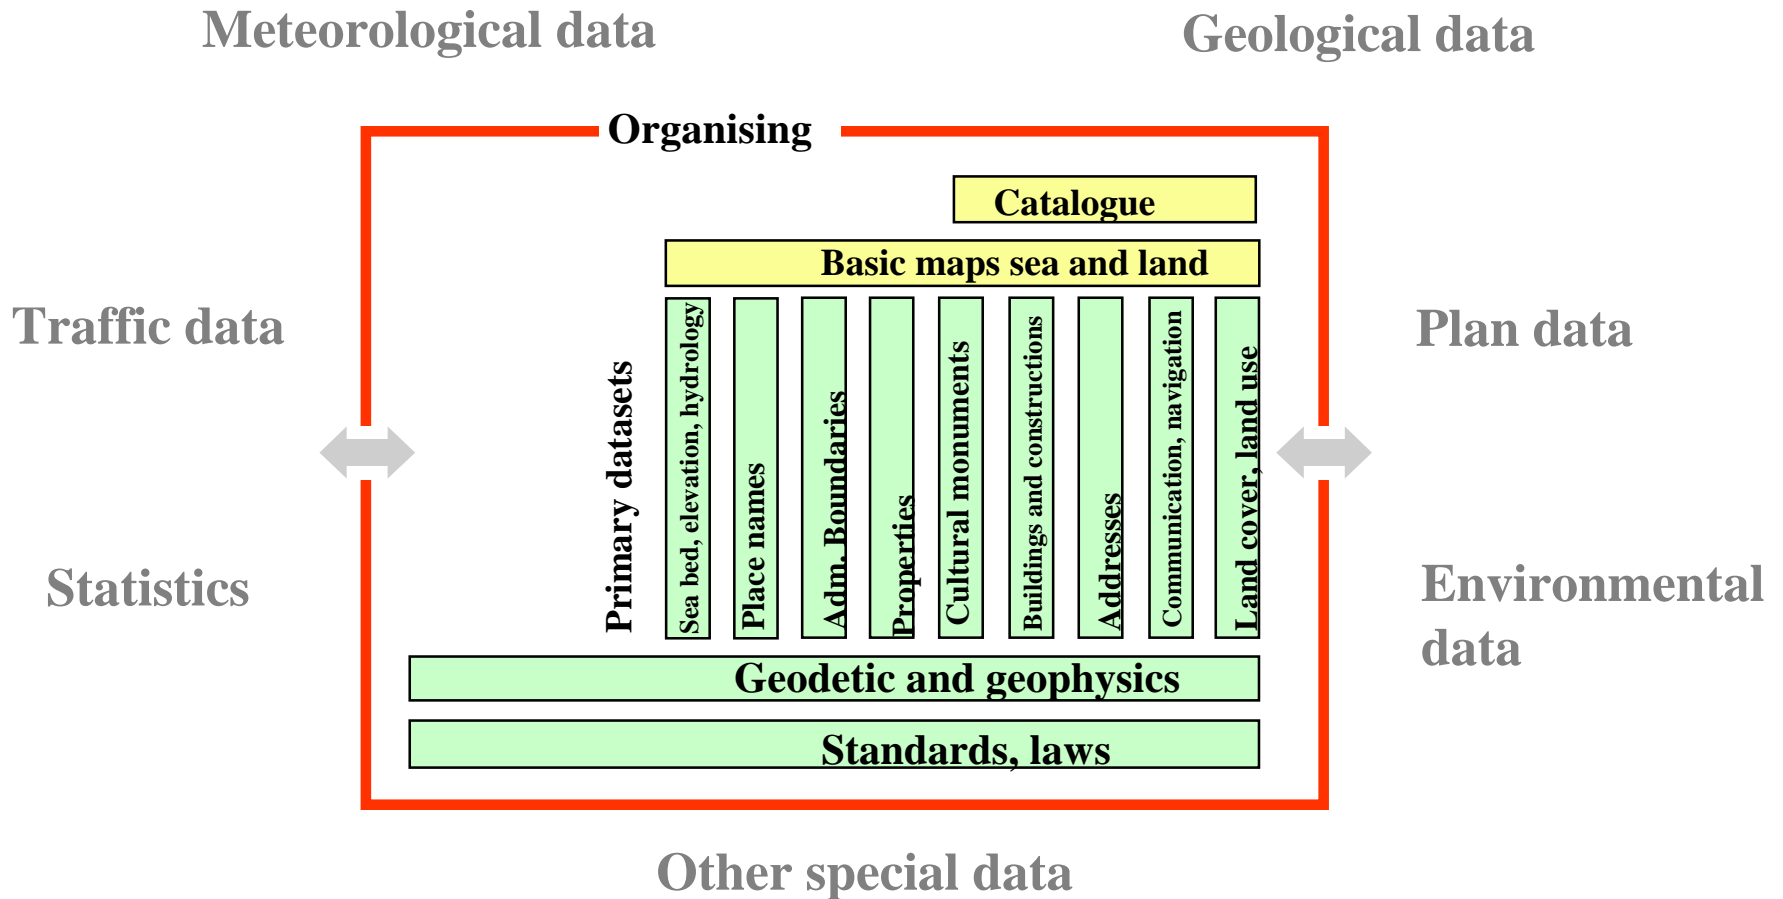 Meteorological data
Geological data
Organising
Catalogue
Basic maps sea and land
Traffic data
Plan data
Primary datasets
Sea bed, elevation, hydrology
Place names
Adm. Boundaries
Properties
Cultural monuments
Buildings and constructions
Addresses
Communication, navigation
Land cover, land use
Statistics
Environmental
data
Geodetic and geophysics
Standards, laws
Other special data